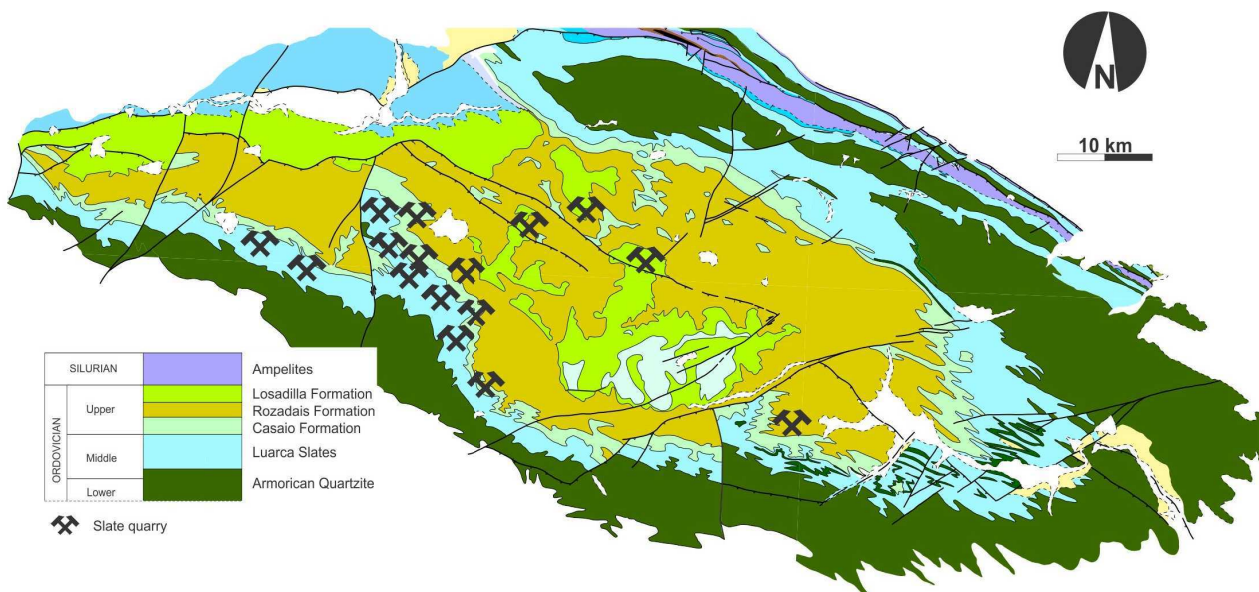 N
10 km
SILURIAN
Ampelites
ORDOVICIAN
Upper
Losadilla Formation
Rozadais Formation
Casaio Formation
Middle
Luarca Slates
Lower
Armorican Quartzite
Slate quarry